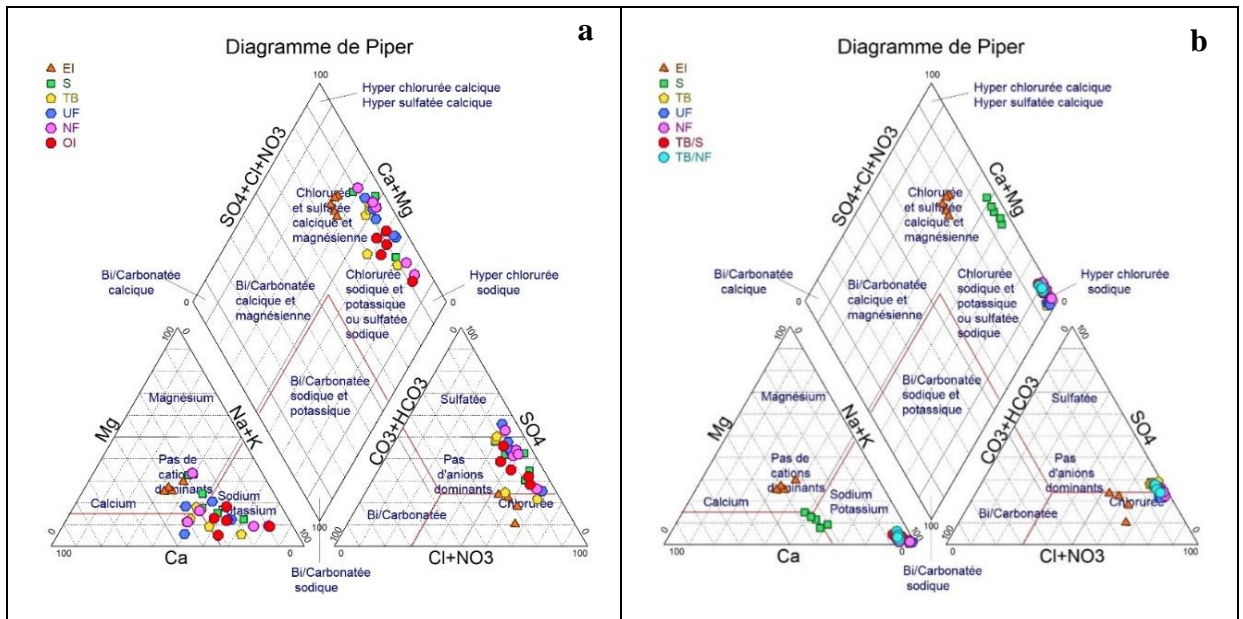 a
Diagramme de Piper
EI
S
TB
UF
NF
OI
100
Hyper chlorurée calcique
Hyper sulfatée calcique
SO4+Cl+NO3
Ca+Mg
Chlorurée
et sulfatée
calcique et
magnésienne
Bi/Carbonatée
calcique
Bi/Carbonatée
calcique et
magnésienne
Chlorurée
sodique et
potassique
ou sulfatée
sodique
Hyper chlorurée
sodique
0
0
100
0
0
100
Bi/Carbonatée
sodique et
potassique
Magnésium
Sulfatée
Mg
Na+K
CO3+HCO3
SO4
Pas de
cations
dominants
Pas
d'anions
dominants
Calcium
Sodium
Potassium
Bi/Carbonatée
Chlorurée
100
0
100
0
100
Ca
Cl+NO3
Bi/Carbonatée
sodique
b
Diagramme de Piper
EI
S
TB
UF
NF
TB/S
TB/NF
100
Hyper chlorurée calcique
Hyper sulfatée calcique
SO4+Cl+NO3
Ca+Mg
Chlorurée
et sulfatée
calcique et
magnésienne
Bi/Carbonatée
calcique
Bi/Carbonatée
calcique et
magnésienne
Chlorurée
sodique et
potassique
ou sulfatée
sodique
Hyper chlorurée
sodique
0
0
100
0
0
100
Bi/Carbonatée
sodique et
potassique
Magnésium
Sulfatée
Mg
Na+K
CO3+HCO3
SO4
Pas de
cations
dominants
Pas
d'anions
dominants
Calcium
Sodium
Potassium
Bi/Carbonatée
Chlorurée
100
0
100
0
100
Ca
Cl+NO3
Bi/Carbonatée
sodique